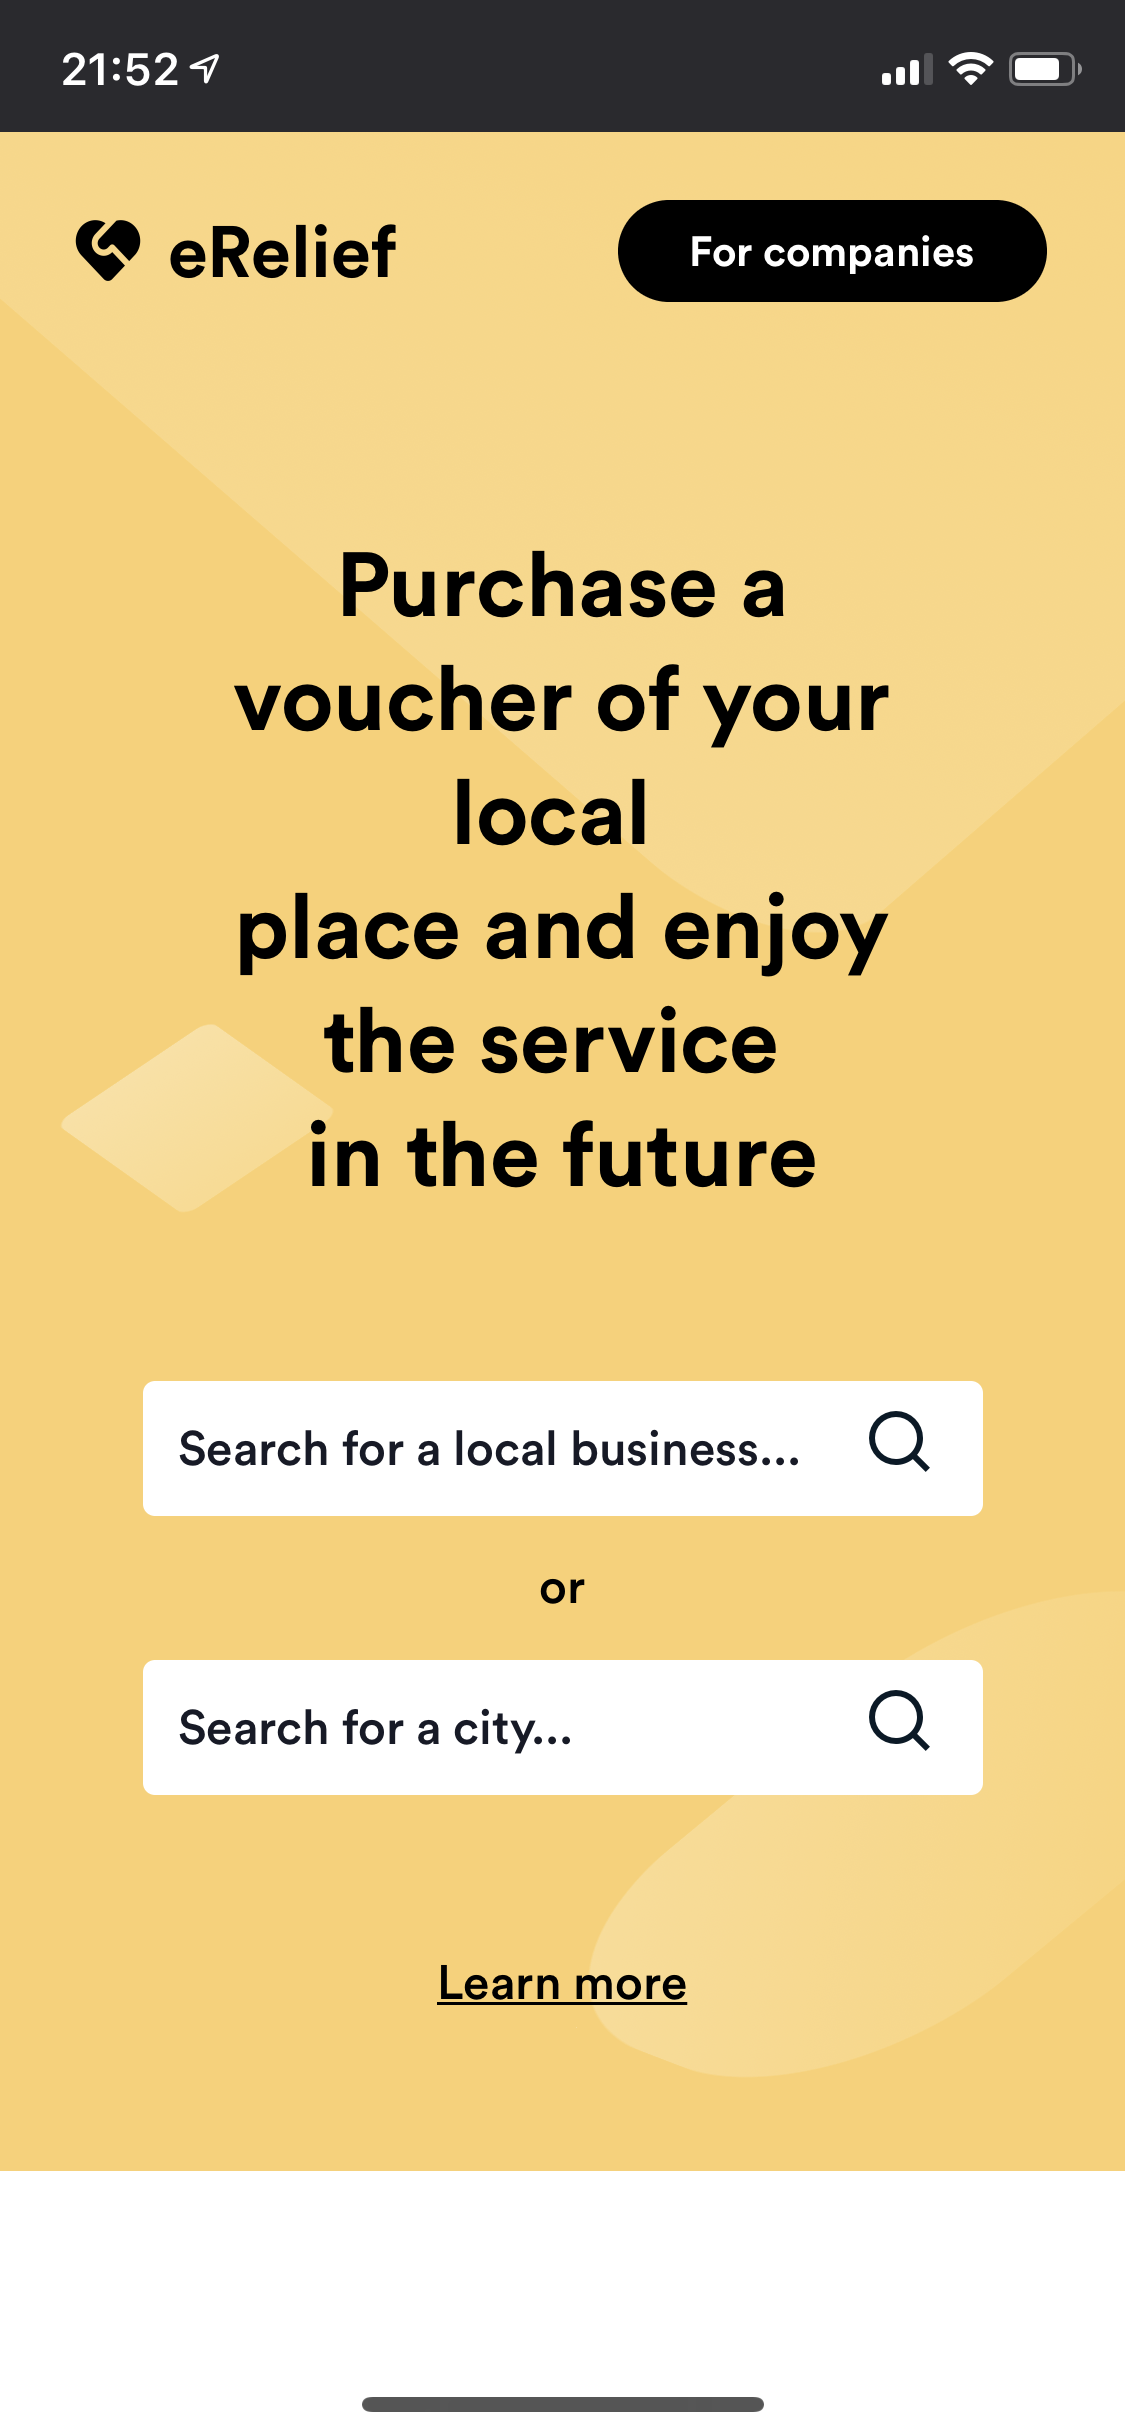 21:52
eRelief
For companies
Purchase a
voucher of your
local
place and enjoy
the service
in the future
Search for a local business...
or
Search for a city...
Learn more